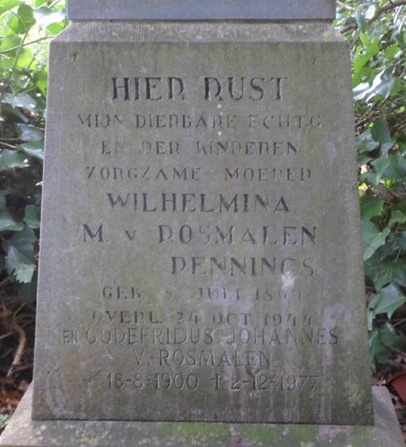 HIER RUST
MIJN DIERBARE ECHTG
EN DER KINDEREN
ZORGZAME MOEDER
WILHELMINA
M. v ROSMALEN
DENNINGS
GEB. JULI
OVERL 24 OCT 1944
EN GODEFRIDUS JOHANNES
V. ROSMALEN
18-8-1900 + 2-12-1977